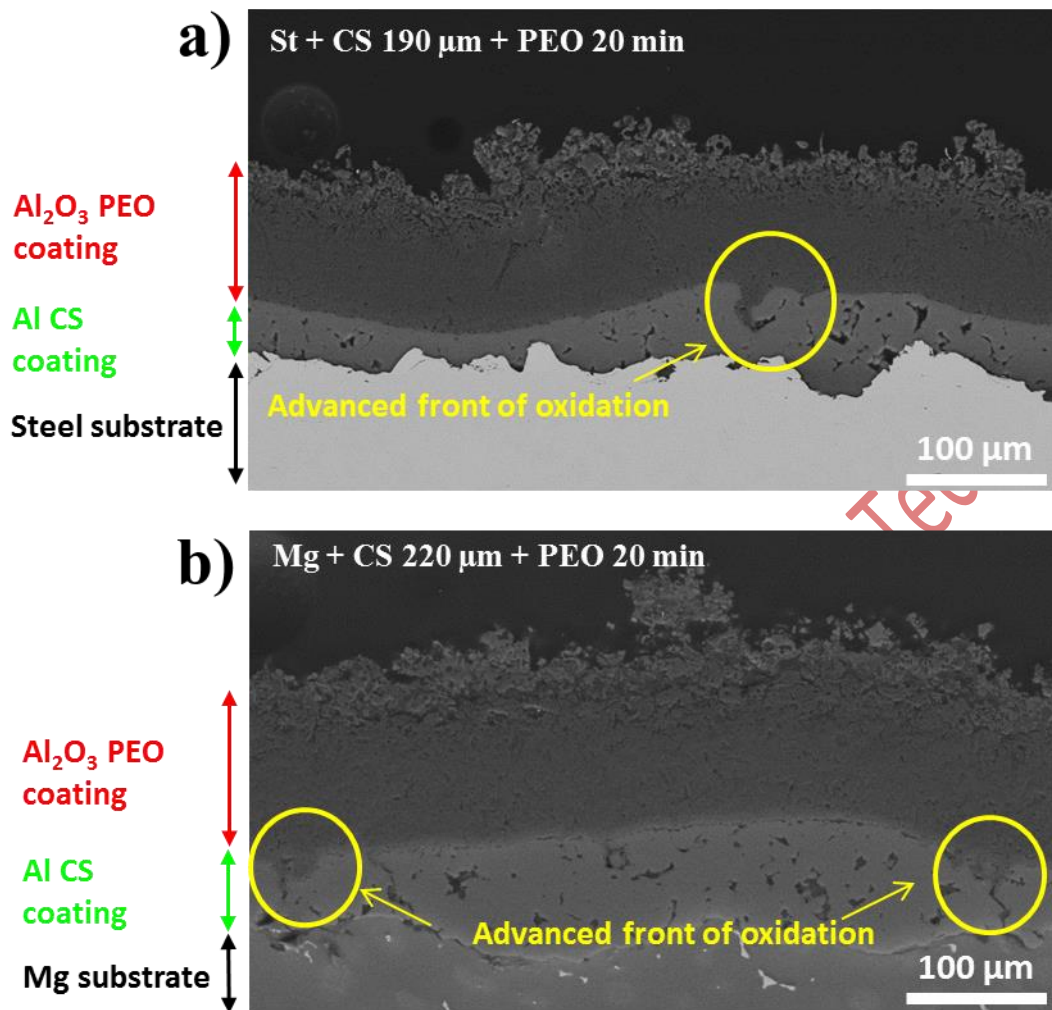 a)
St + CS 190 µm + PEO 20 min
Al₂O₃ PEO
coating
Al CS
coating
Steel substrate
Advanced front of oxidation
100 µm
b)
Mg + CS 220 µm + PEO 20 min
Al₂O₃ PEO
coating
Al CS
coating
Mg substrate
Advanced front of oxidation
100 µm